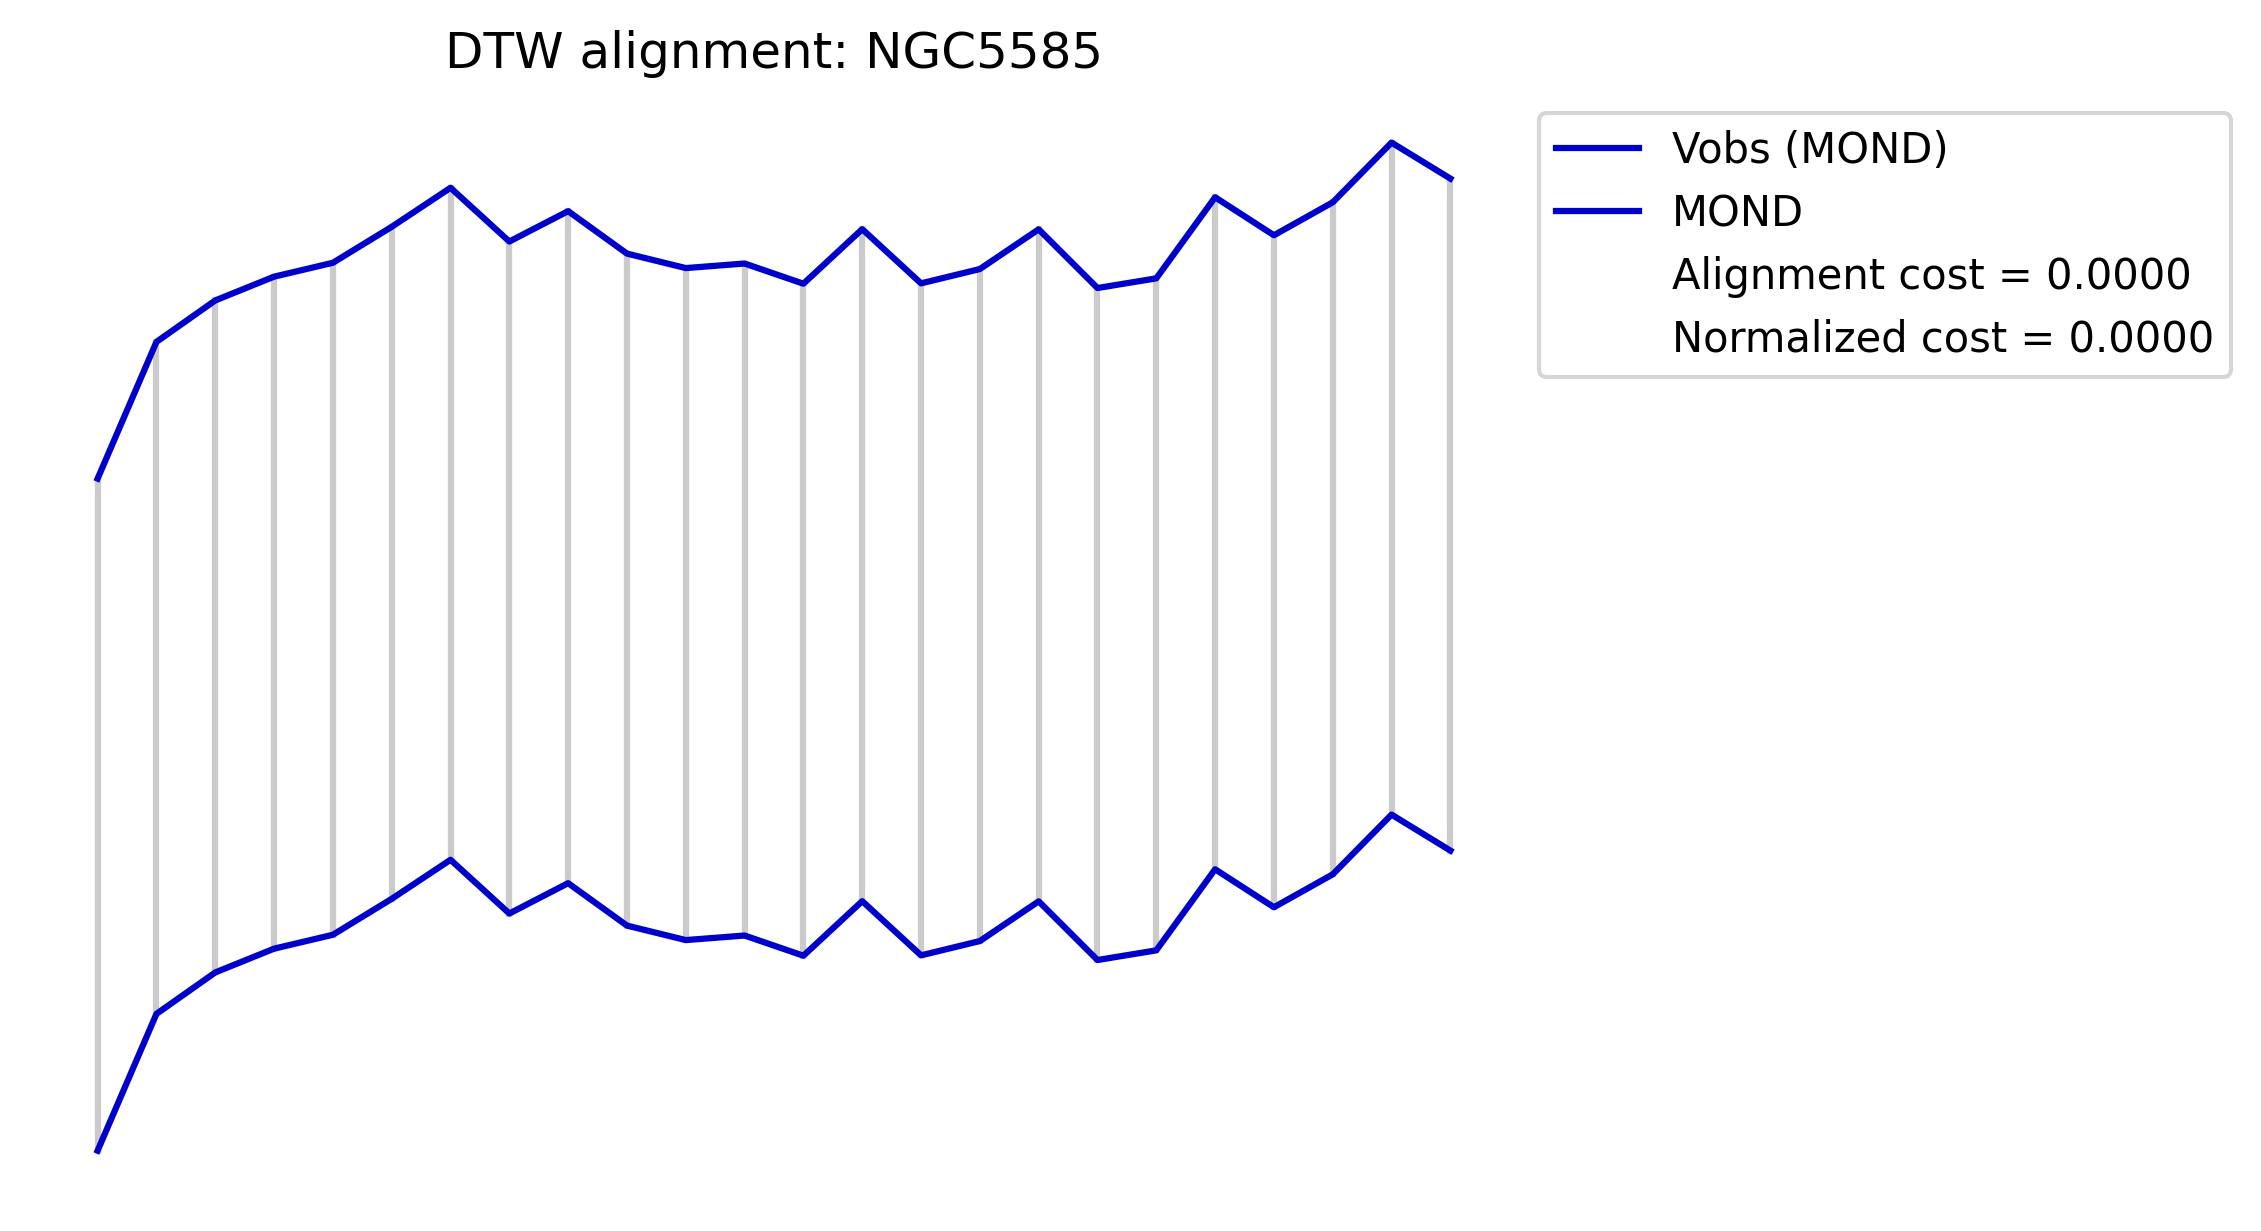 DTW alignment: NGC5585
Vobs (MOND)
MOND
Alignment cost = 0.0000
Normalized cost = 0.0000